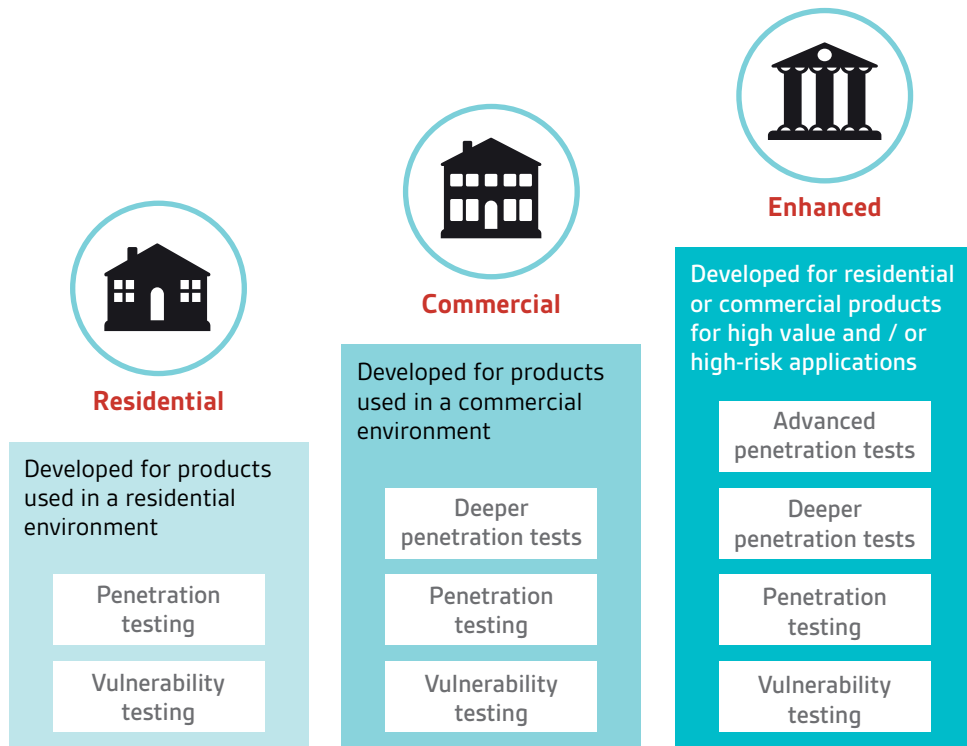 Residential
Developed for products
used in a residential
environment
Penetration
testing
Vulnerability
testing
Commercial
Developed for products
used in a commercial
environment
Deeper
penetration tests
Penetration
testing
Vulnerability
testing
Enhanced
Developed for residential
or commercial products
for high value and / or
high-risk applications
Advanced
penetration tests
Deeper
penetration tests
Penetration
testing
Vulnerability
testing